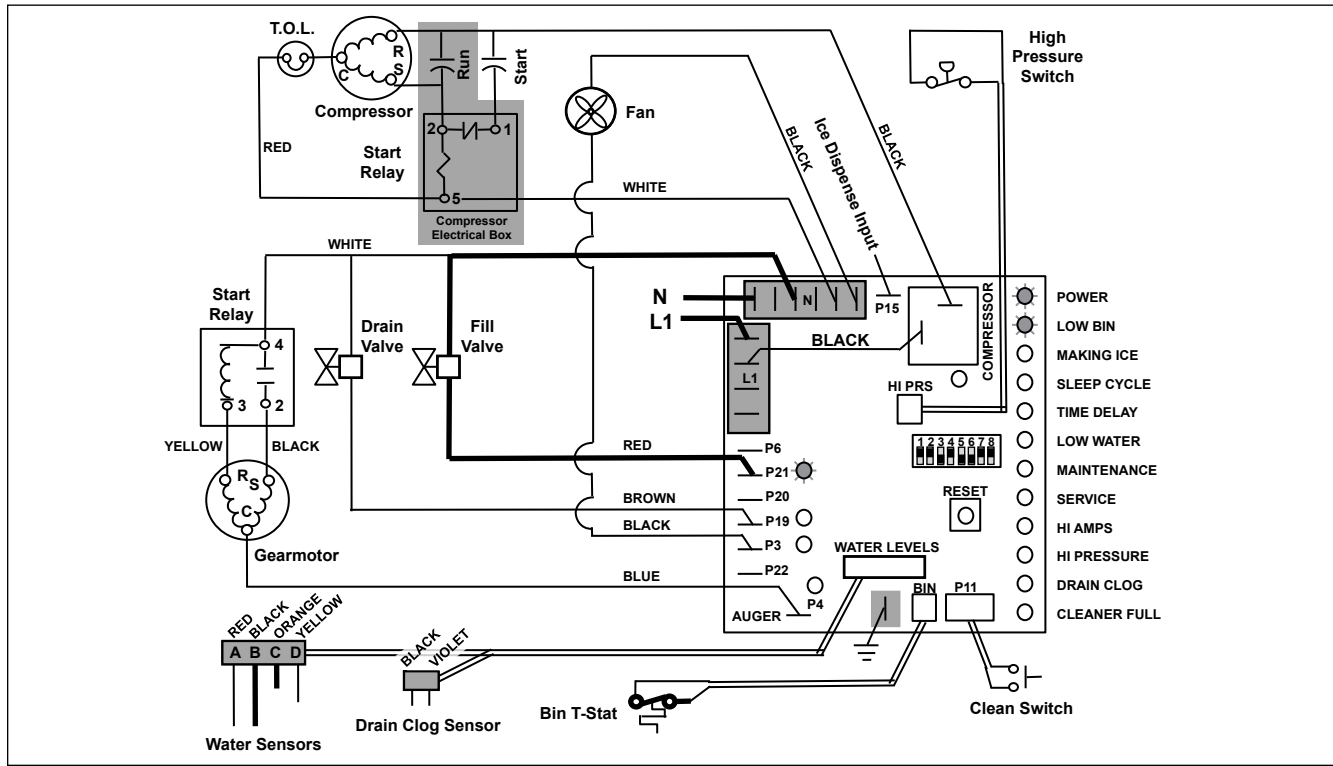 T.O.L.
R
S
C
Compressor
Run
Start
2
1
Start
Relay
5
Compressor
Electrical Box
RED
WHITE
Fan
BLACK
Ice Dispense Input
BLACK
High
Pressure
Switch
WHITE
Start
Relay
4
3
2
YELLOW
BLACK
R
S
C
Gearmotor
Drain
Valve
Fill
Valve
N
L1
N
P15
L1
BLACK
COMPRESSOR
HI PRS
1 2 3 4 5 6 7 8
RESET
POWER
LOW BIN
MAKING ICE
SLEEP CYCLE
TIME DELAY
LOW WATER
MAINTENANCE
SERVICE
HI AMPS
HI PRESSURE
DRAIN CLOG
CLEANER FULL
RED
BROWN
BLACK
BLUE
P6
P21
P20
P19
P3
P22
P4
AUGER
WATER LEVELS
BIN
P11
RED
BLACK
ORANGE
YELLOW
A B C D
Water Sensors
BLACK
VIOLET
Drain Clog Sensor
Bin T-Stat
Clean Switch